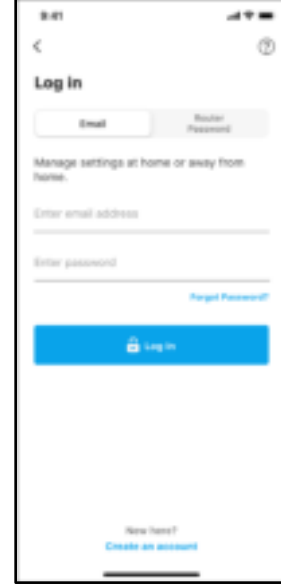 9:41
Log in
Email
Router
Password
Manage settings at home or away from
home.
Enter email address
Enter password
Forgot Password?
Log in
New here?
Create an account